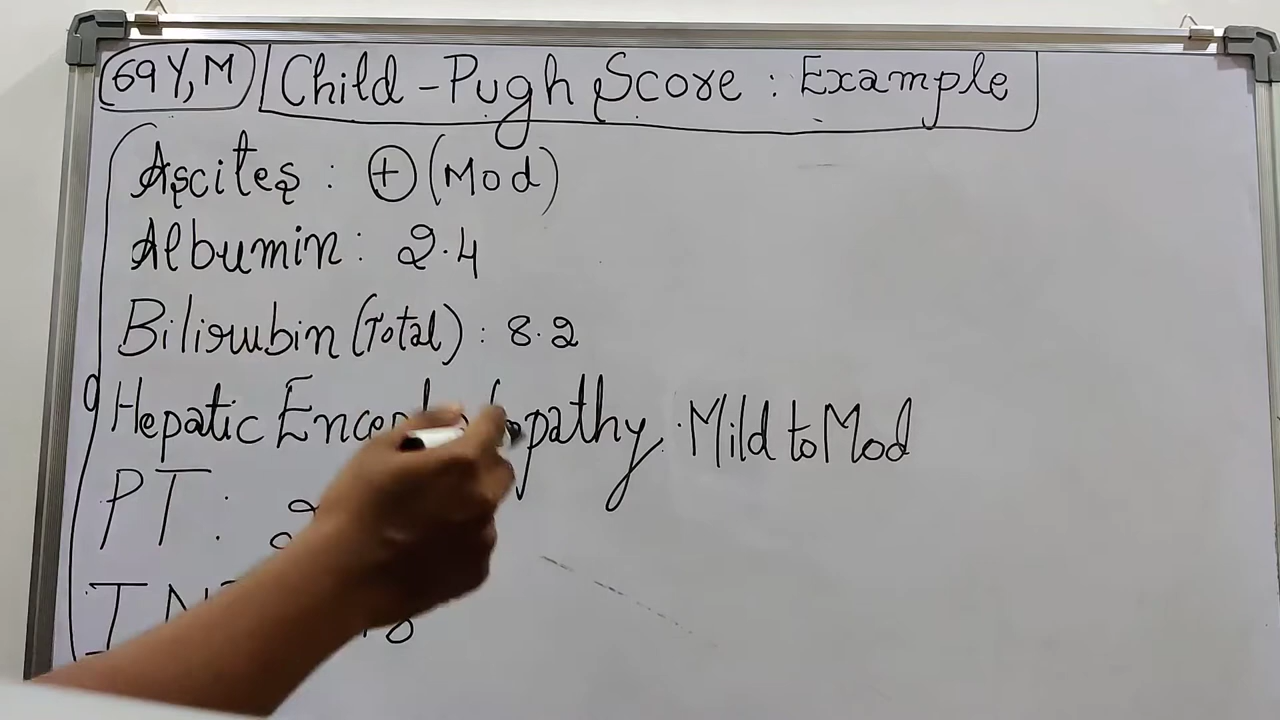 69Y,M Child-Pugh Score : Example
Ascites : ⊕ (Mod)
Albumin : 2.4
Bilirubin (Total) : 8.2
Hepatic : Mild to Mod
PT :